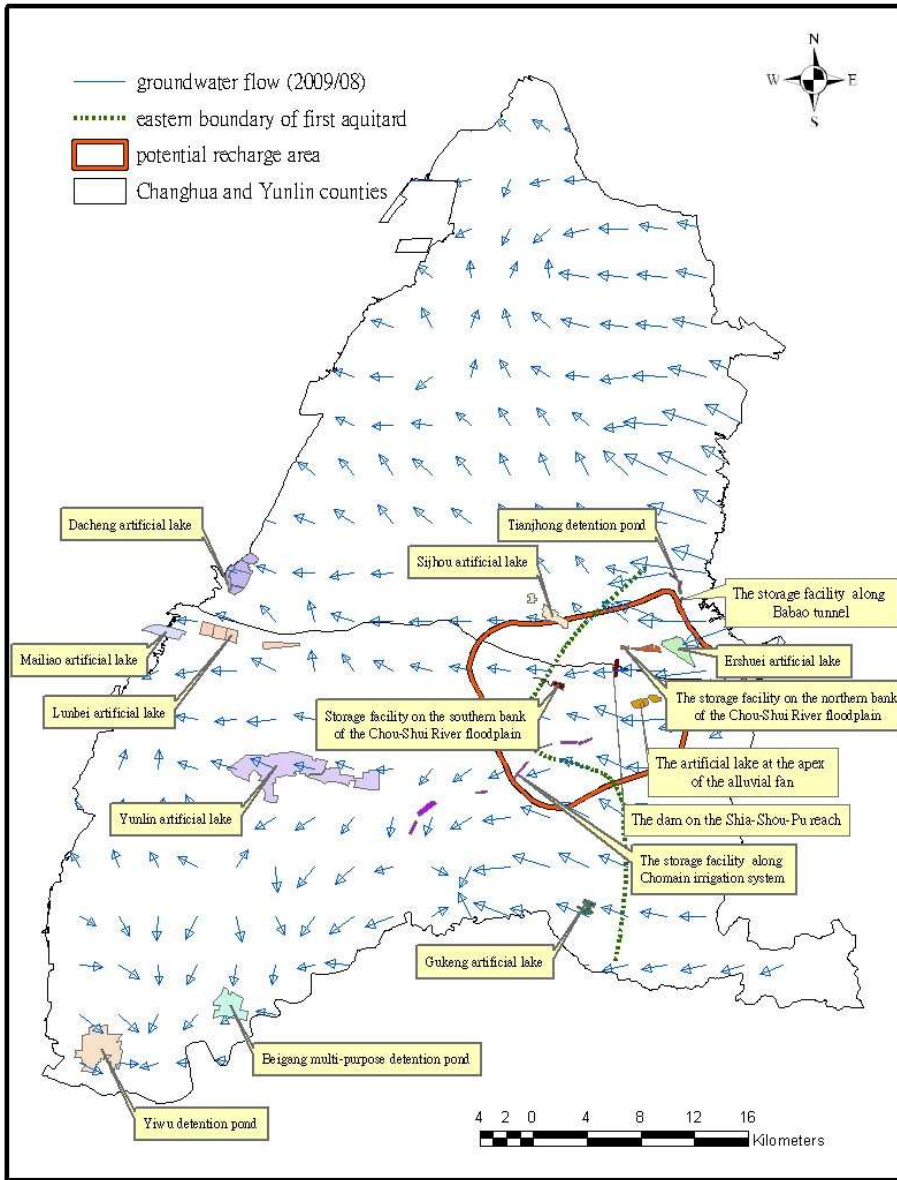 N
W E
S
groundwater flow (2009/08)
eastern boundary of first aquitard
potential recharge area
Changhua and Yunlin counties
Dacheng artificial lake
Tianjhong detention pond
Sijhou artificial lake
The storage facility along
Babao tunnel
Mailiao artificial lake
Ershuei artificial lake
Lunbei artificial lake
Storage facility on the southern bank
of the Chou-Shui River floodplain
The storage facility on the northern bank
of the Chou-Shui River floodplain
The artificial lake at the apex
of the alluvial fan
Yunlin artificial lake
The dam on the Shia-Shou-Pu reach
The storage facility along
Chomain irrigation system
Gukeng artificial lake
Beigang multi-purpose detention pond
Yiwu detention pond
4 2 0 4 8 12 16
Kilometers